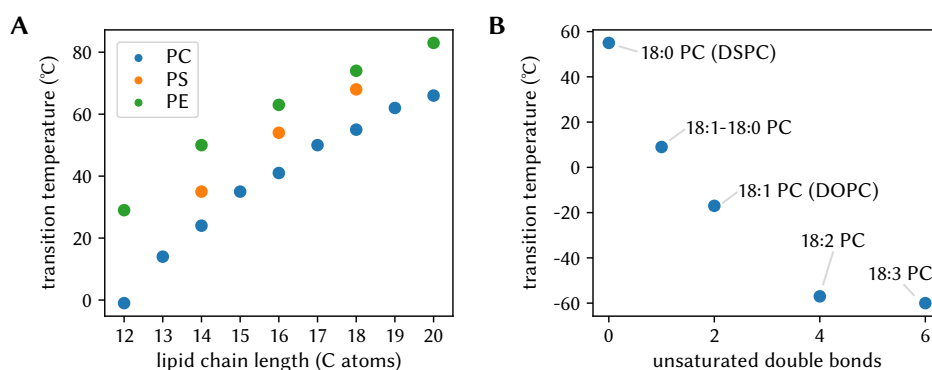 A
transition temperature (℃)
80
60
40
20
0
PC
PS
PE
12 13 14 15 16 17 18 19 20
lipid chain length (C atoms)
B
transition temperature (℃)
60
40
20
0
-20
-40
-60
18:0 PC (DSPC)
18:1-18:0 PC
18:1 PC (DOPC)
18:2 PC
18:3 PC
0 2 4 6
unsaturated double bonds